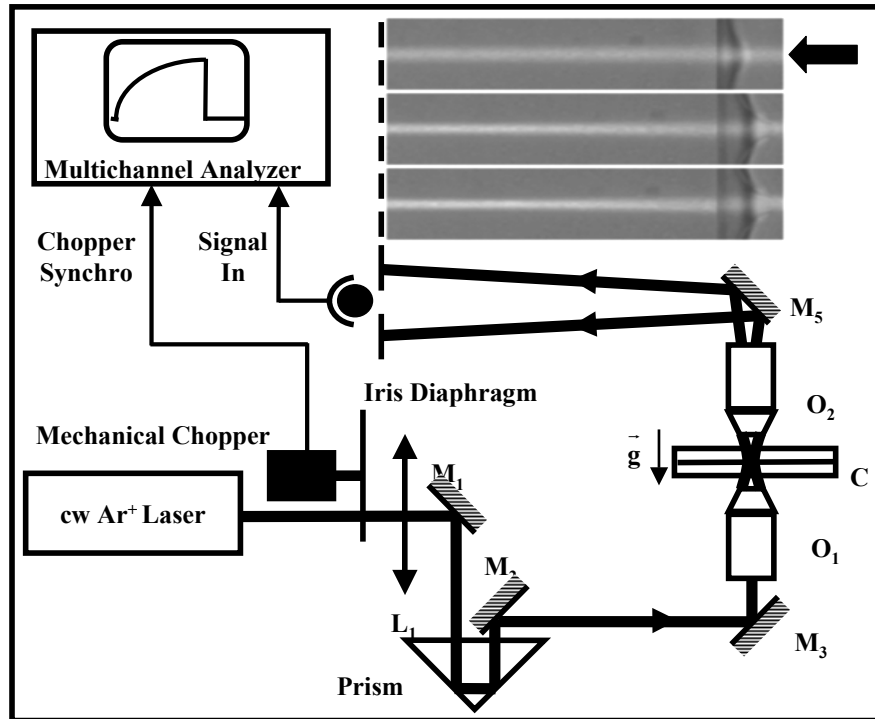 Multichannel Analyzer
Chopper
Synchro
Signal
In
M5
Iris Diaphragm
O2
Mechanical Chopper
g
C
M1
cw Ar+ Laser
O1
L1
M3
Prism